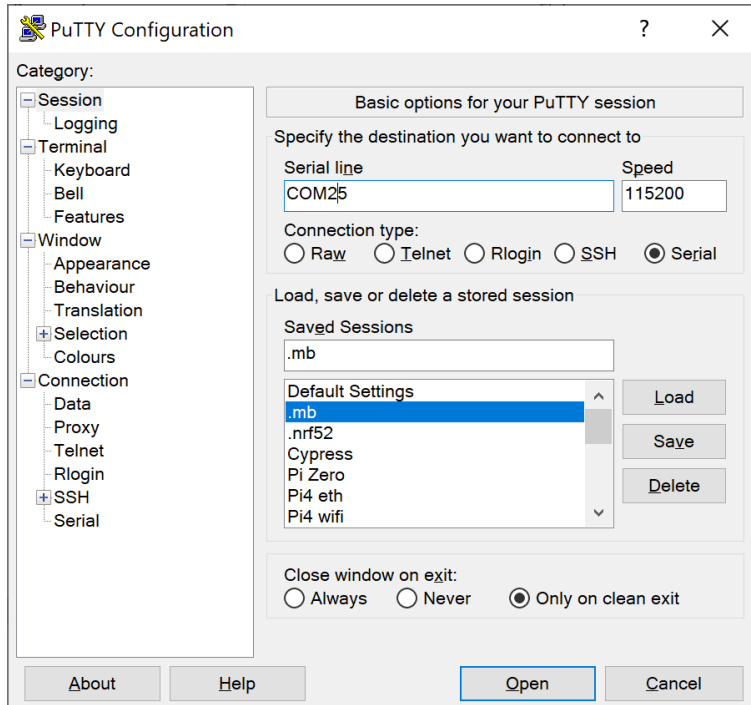 PuTTY Configuration
?
Category:
Session
Logging
Terminal
Keyboard
Bell
Features
Window
Appearance
Behaviour
Translation
Selection
Colours
Connection
Data
Proxy
Telnet
Rlogin
SSH
Serial
Basic options for your PuTTY session
Specify the destination you want to connect to
Serial line Speed
COM25 115200
Connection type:
Raw Telnet Rlogin SSH Serial
Load, save or delete a stored session
Saved Sessions
.mb
Default Settings
.mb
.nrf52
Cypress
Pi Zero
Pi4 eth
Pi4 wifi
Load
Save
Delete
Close window on exit:
Always Never Only on clean exit
About Help Open Cancel